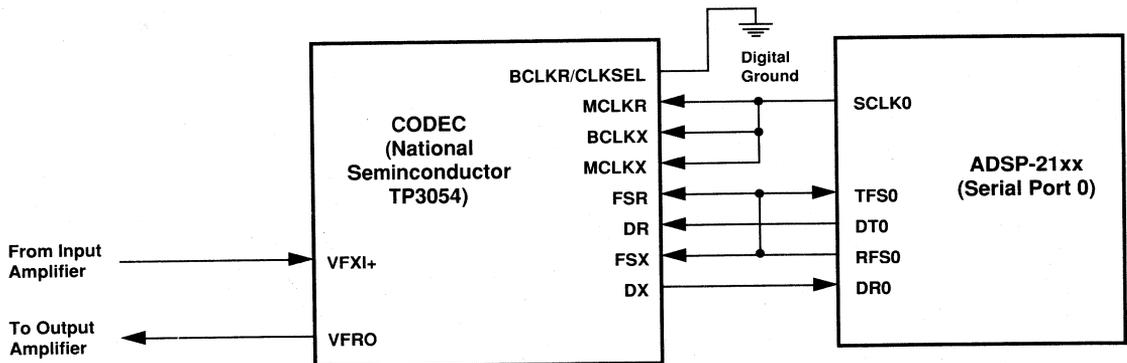 Digital
Ground
BCLKR/CLKSEL
MCLKR
BCLKX
MCLKX
FSR
DR
FSX
DX
CODEC
(National
Seminconductor
TP3054)
SCLK0
TFS0
DT0
RFS0
DR0
ADSP-21xx
(Serial Port 0)
From Input
Amplifier
VFXI+
To Output
Amplifier
VFRO